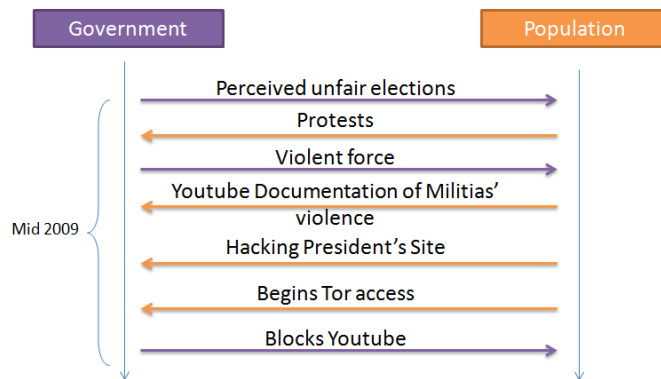 Government
Population
Perceived unfair elections
Protests
Violent force
Youtube Documentation of Militias’
violence
Mid 2009
Hacking President’s Site
Begins Tor access
Blocks Youtube